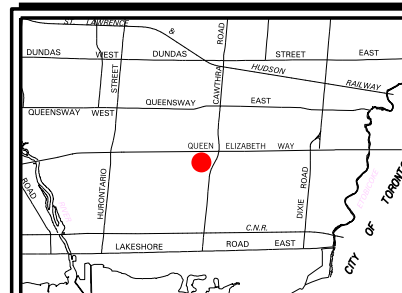 ST. LAWRENCE &
HUDSON RAILWAY
DUNDAS WEST DUNDAS STREET EAST
CAWTHRA ROAD
HURONTARIO STREET
QUEENSWAY WEST
QUEENSWAY EAST
QUEEN ELIZABETH WAY
DIXIE ROAD
ROAD
C.N.R.
LAKESHORE ROAD EAST
CITY OF TORONTO